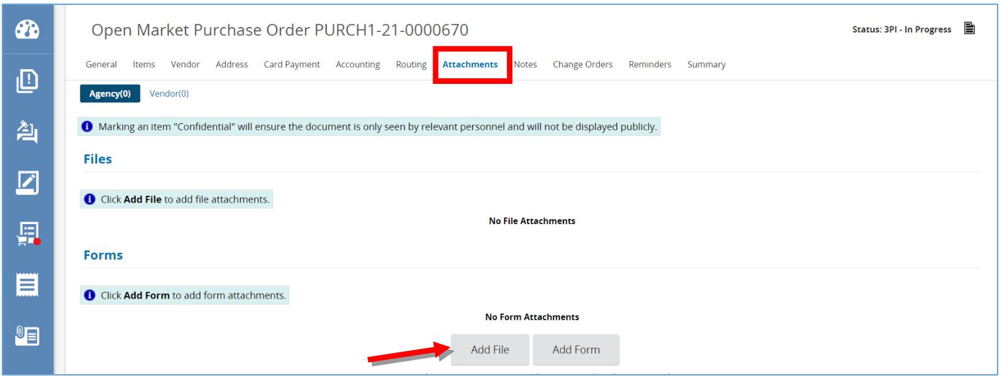 Open Market Purchase Order PURCH1-21-0000670
Status: 3PI - In Progress
General Items Vendor Address Card Payment Accounting Routing Attachments Notes Change Orders Reminders Summary
Agency(0) Vendor(0)
Marking an item "Confidential" will ensure the document is only seen by relevant personnel and will not be displayed publicly.
Files
Click Add File to add file attachments.
No File Attachments
Forms
Click Add Form to add form attachments.
No Form Attachments
Add File Add Form